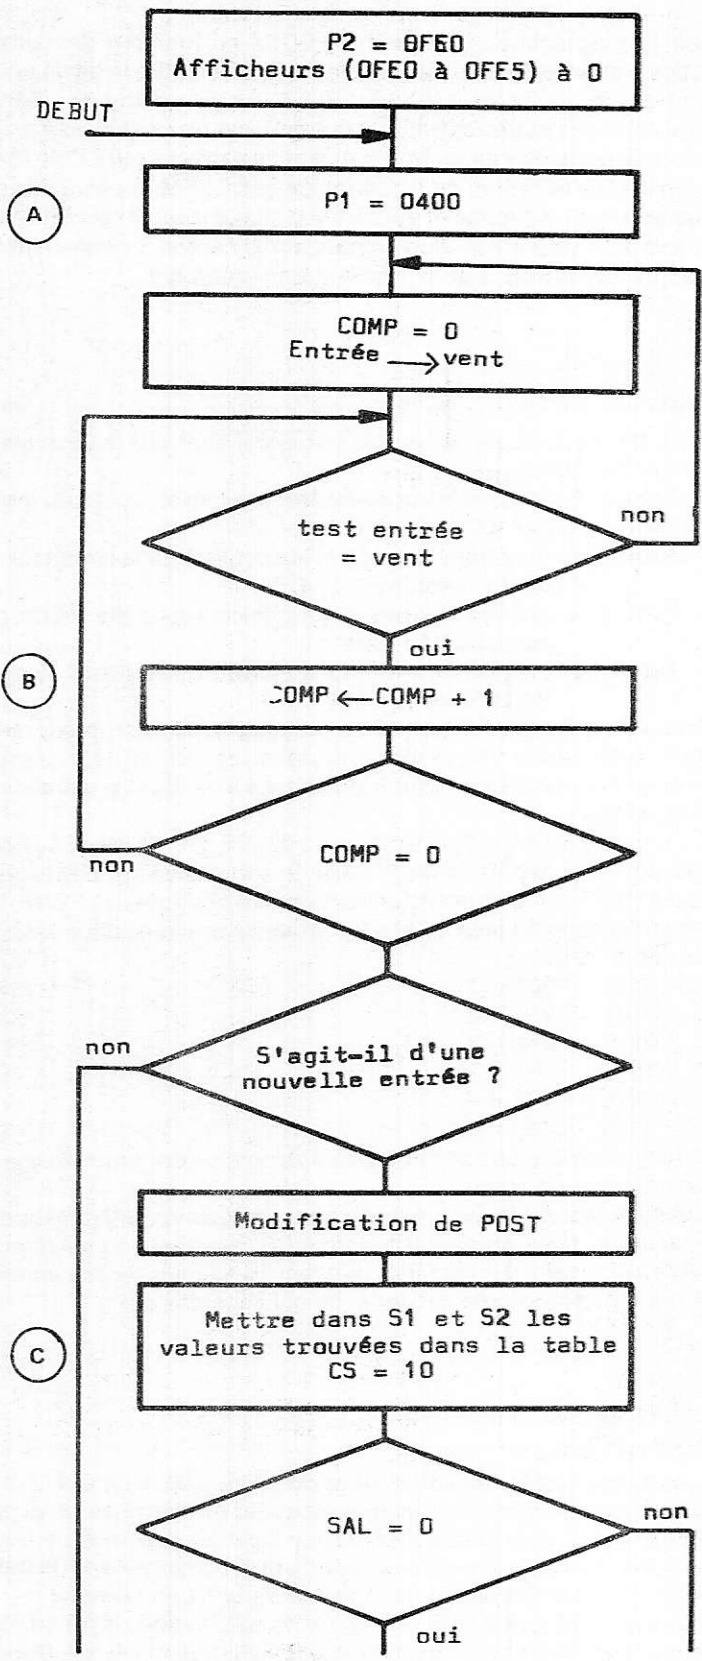 P2 = 0FE0
Afficheurs (0FE0 à 0FE5) à 0
DEBUT
A
P1 = 0400
COMP = 0
Entrée → vent
test entrée
= vent
non
oui
B
COMP ← COMP + 1
COMP = 0
non
S'agit-il d'une
nouvelle entrée ?
non
Modification de POST
C
Mettre dans S1 et S2 les
valeurs trouvées dans la table
CS = 10
SAL = 0
non
oui